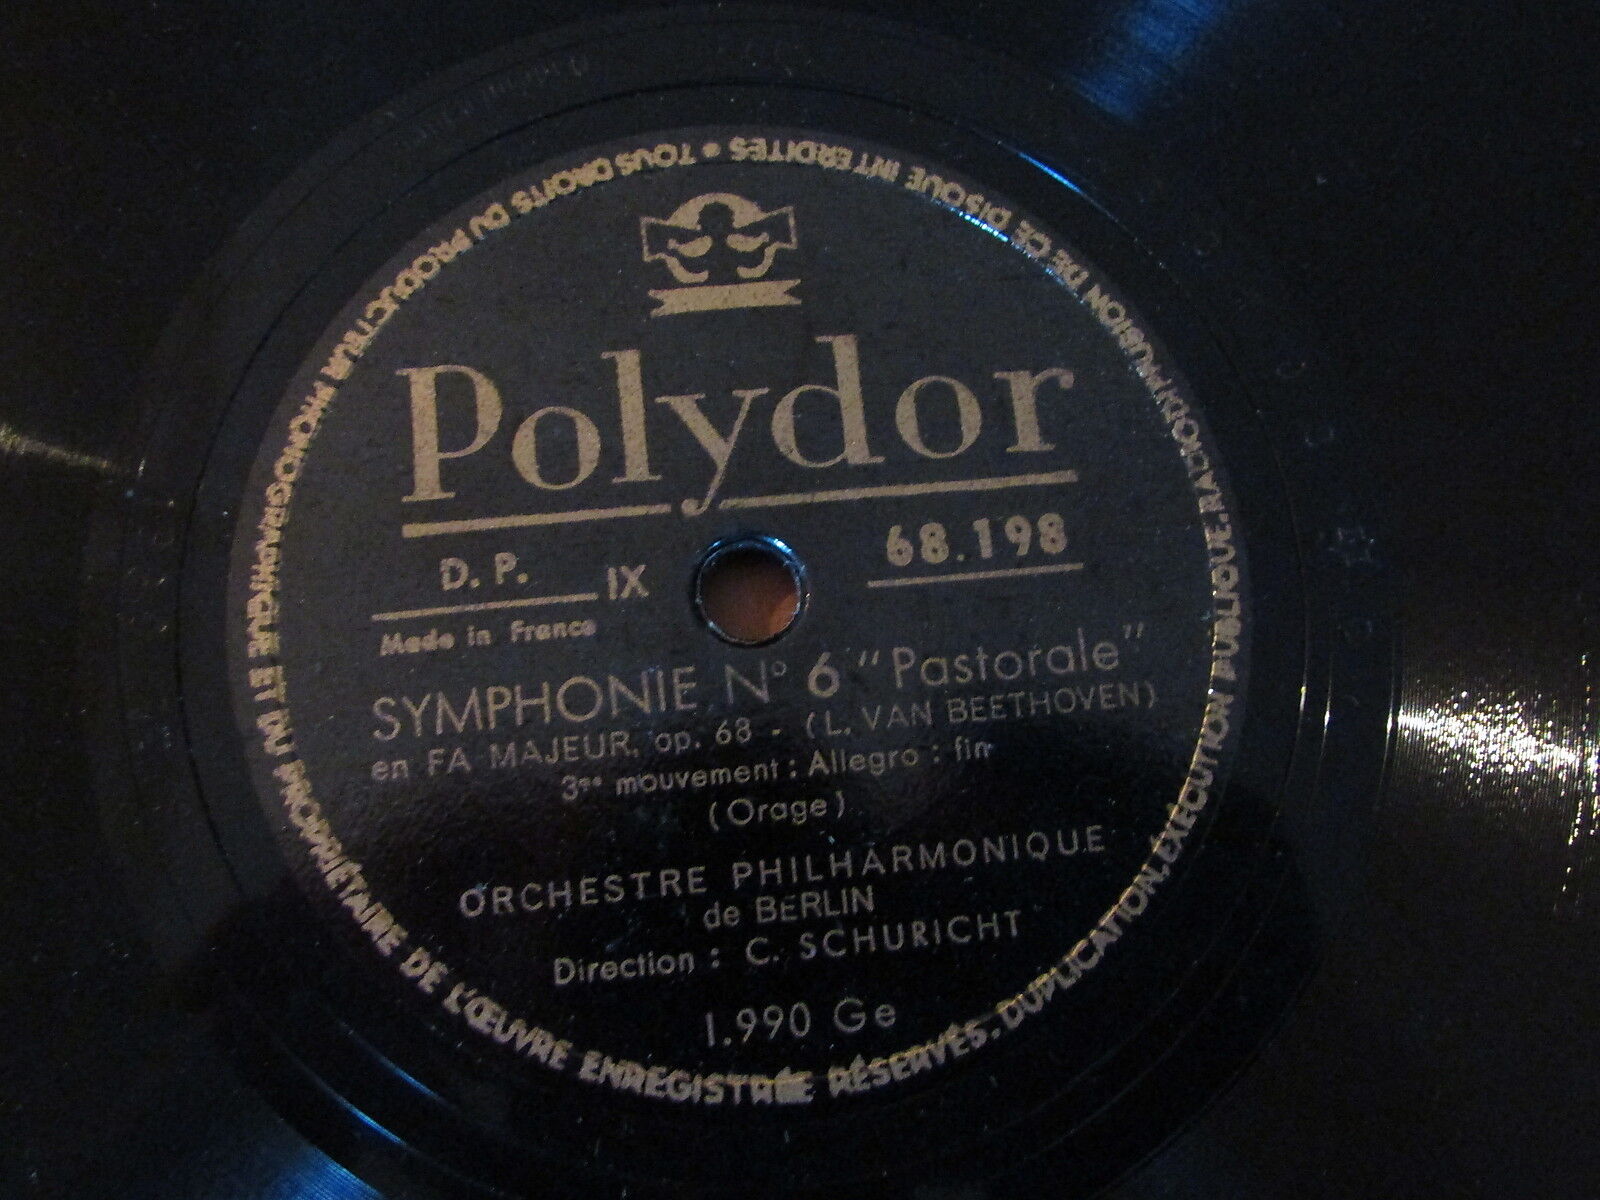 Polydor
D. P. IX 68.198
Made in France
SYMPHONIE No 6 "Pastorale"
en FA MAJEUR, op. 68 - (L. VAN BEETHOVEN)
3me mouvement : Allegro : fin
(Orage)
ORCHESTRE PHILHARMONIQUE
de BERLIN
Direction : C. SCHURICHT
1.990 Ge
TOUS DROITS DU PRODUCTEUR PHONOGRAPHIQUE ET DU PROPRIÉTAIRE DE L'ŒUVRE ENREGISTRÉE RÉSERVÉS. DUPLICATION, EXÉCUTION PUBLIQUE, RADIODIFFUSION DE CE DISQUE INTERDITES •